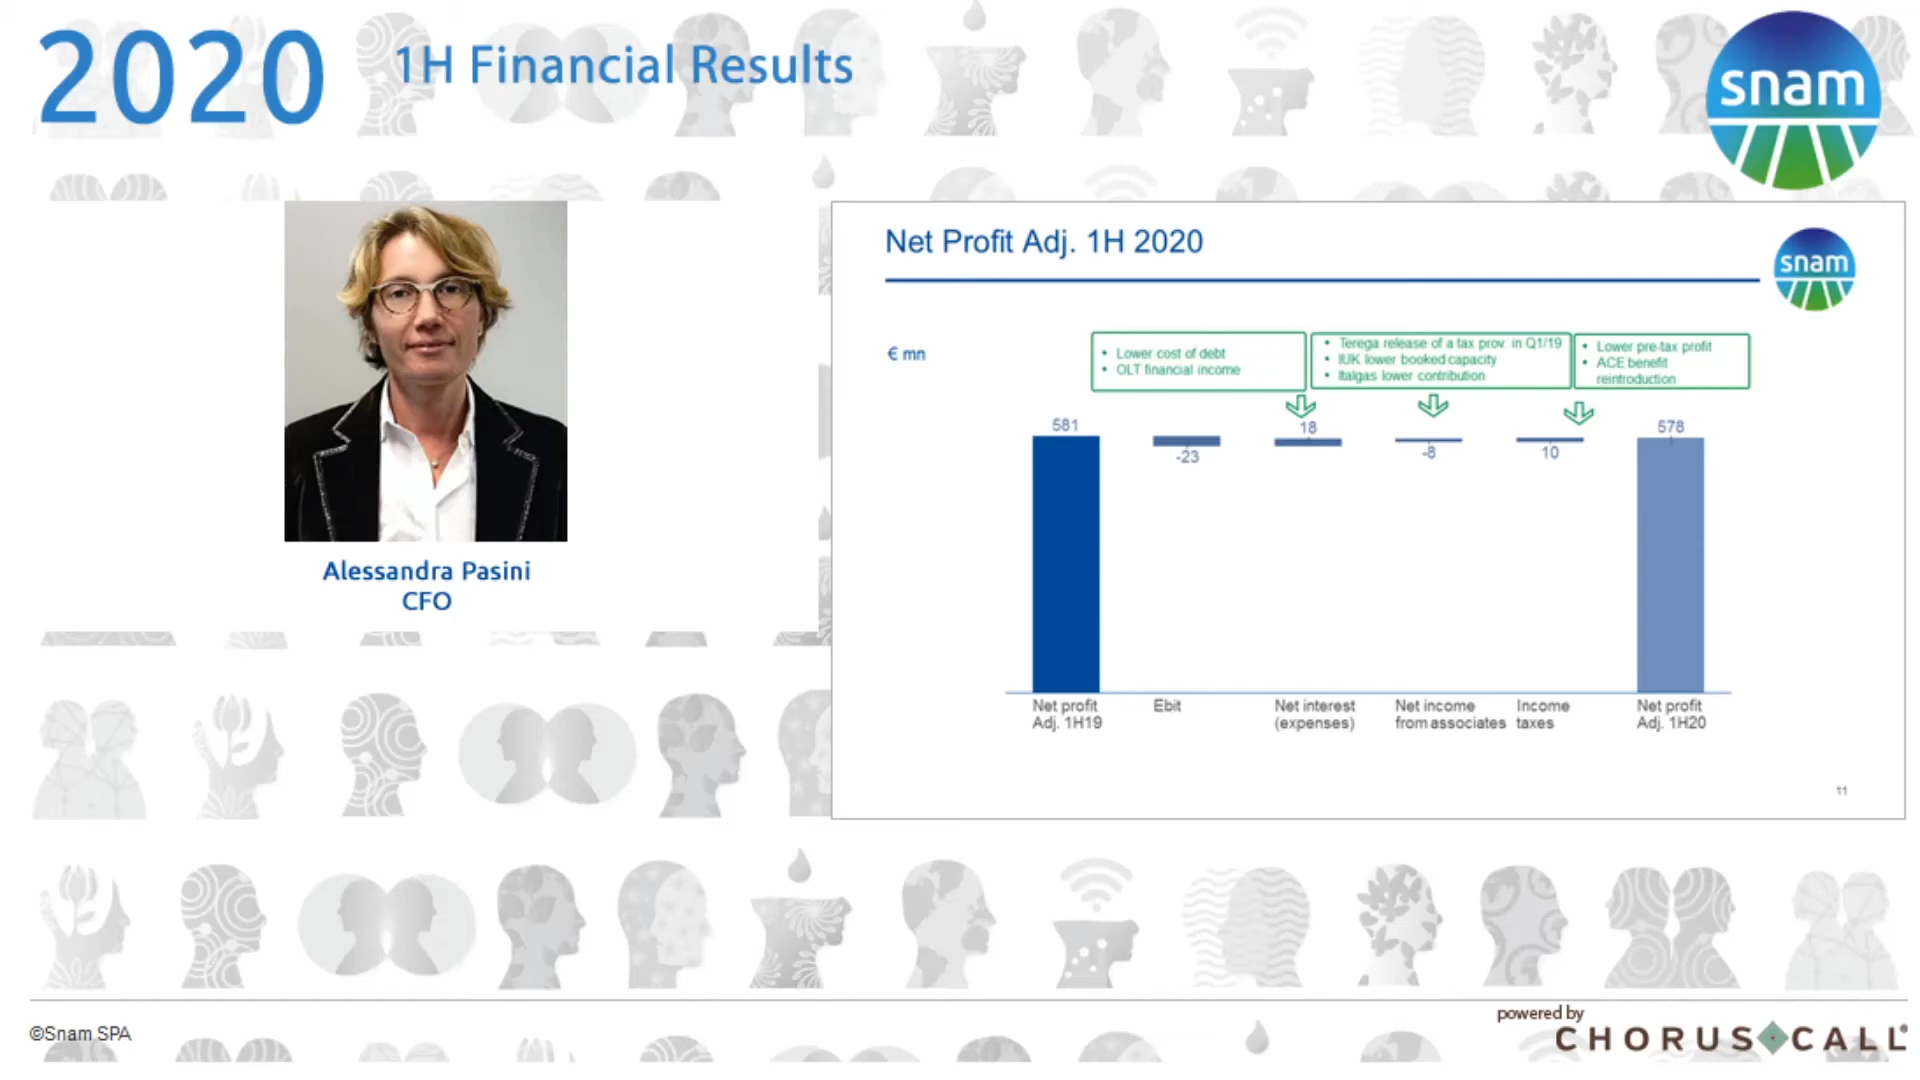 2020
1H Financial Results
snam
Alessandra Pasini
CFO
Net Profit Adj. 1H 2020
snam
€ mn
• Lower cost of debt
• OLT financial income
• Terega release of a tax prov. in Q1/19
• IUK lower booked capacity
• Italgas lower contribution
• Lower pre-tax profit
• ACE benefit
reintroduction
581
-23
18
-8
10
578
Net profit
Adj. 1H19
Ebit
Net interest
(expenses)
Net income
from associates
Income
taxes
Net profit
Adj. 1H20
11
©Snam SPA
powered by
CHORUS CALL®